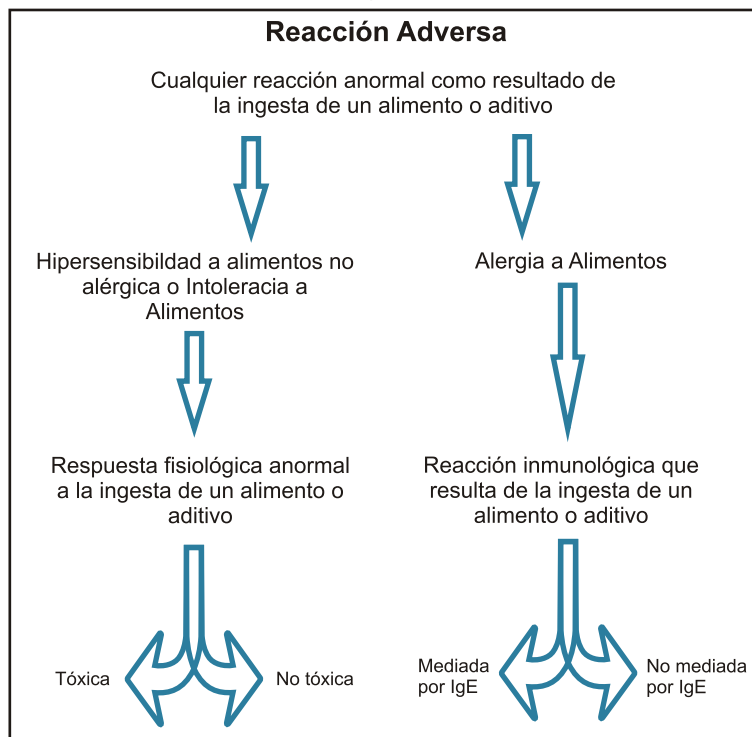 Reacción Adversa
Cualquier reacción anormal como resultado de
la ingesta de un alimento o aditivo
Hipersensibildad a alimentos no
alérgica o Intoleracia a
Alimentos
Alergia a Alimentos
Respuesta fisiológica anormal
a la ingesta de un alimento o
aditivo
Reacción inmunológica que
resulta de la ingesta de un
alimento o aditivo
Tóxica
No tóxica
Mediada
por IgE
No mediada
por IgE